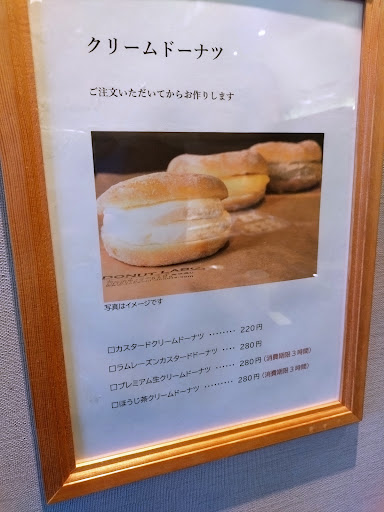 クリームドーナツ
ご注文いただいてからお作りします
DONUT LABO.
写真はイメージです
□カスタードクリームドーナツ ‥‥‥‥ 220円
□ラムレーズンカスタードドーナツ ‥‥ 280円
□プレミアム生クリームドーナツ ‥‥‥ 280円(消費期限3時間)
□ほうじ茶クリームドーナツ ‥‥‥‥ 280円(消費期限3時間)